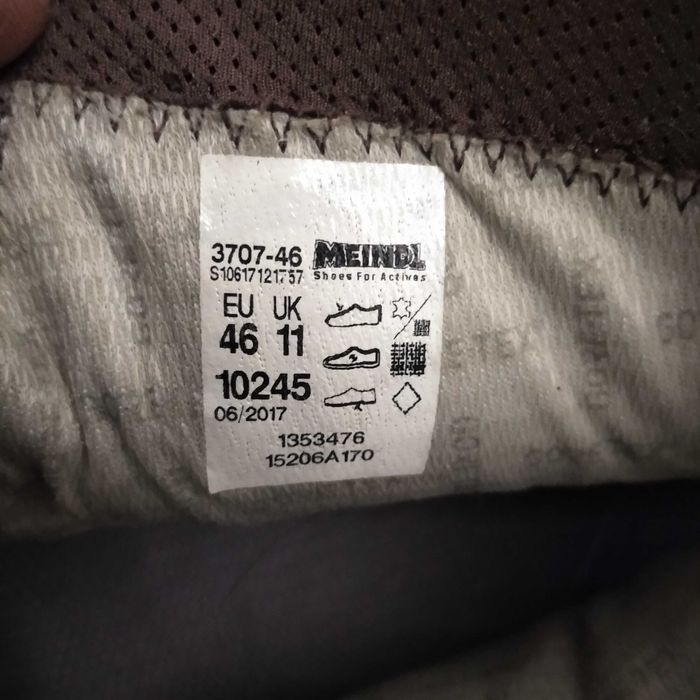 3707-46 MEINDL
S10617121757 Shoes For Actives
EU UK
46 11
10245
06/2017
1353476
15206A170